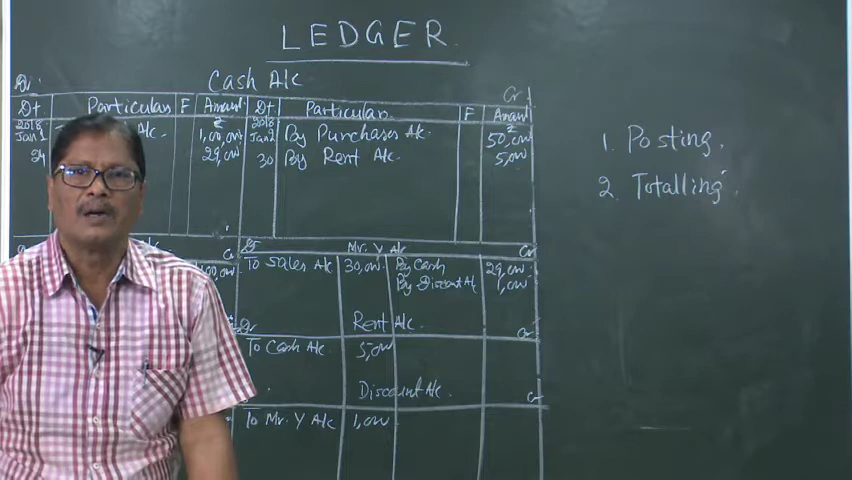 LEDGER
Dr. Cash A/c Cr
Dt Particulars F Amount Dt Particulars F Amount
2018 ₹ 2018 ₹
Jan 1 A/c. 1,00,000 Jan 2 By Purchases A/c. 50,000
24 29,000 30 By Rent A/c. 5,000
1. Posting.
2. Totalling.
A/c. Cr Dr Mr. Y A/c Cr
To Sales A/c 30,000 By Cash 29,000
By Discount A/c 1,000
Dr Rent A/c. Cr
To Cash A/c 5,000
Discount A/c. Cr
To Mr. Y A/c 1,000